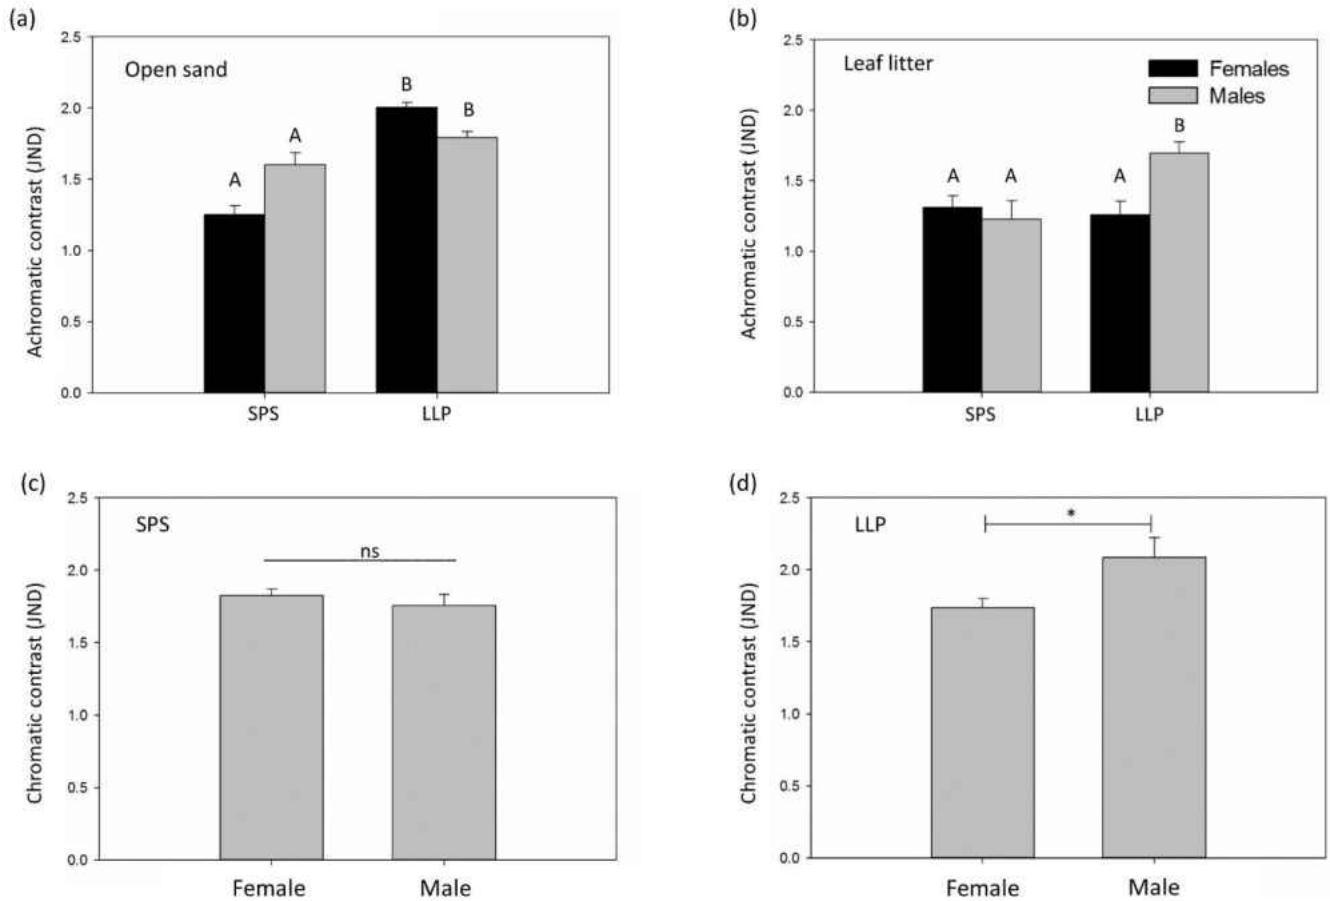 (a)
Open sand
Achromatic contrast (JND)
2.5
2.0
1.5
1.0
0.5
0.0
A
A
B
B
SPS
LLP
(b)
Leaf litter
Females
Males
Achromatic contrast (JND)
2.5
2.0
1.5
1.0
0.5
0.0
A
A
A
B
SPS
LLP
(c)
SPS
Chromatic contrast (JND)
2.5
2.0
1.5
1.0
0.5
0.0
ns
Female
Male
(d)
LLP
Chromatic contrast (JND)
2.5
2.0
1.5
1.0
0.5
0.0
*
Female
Male